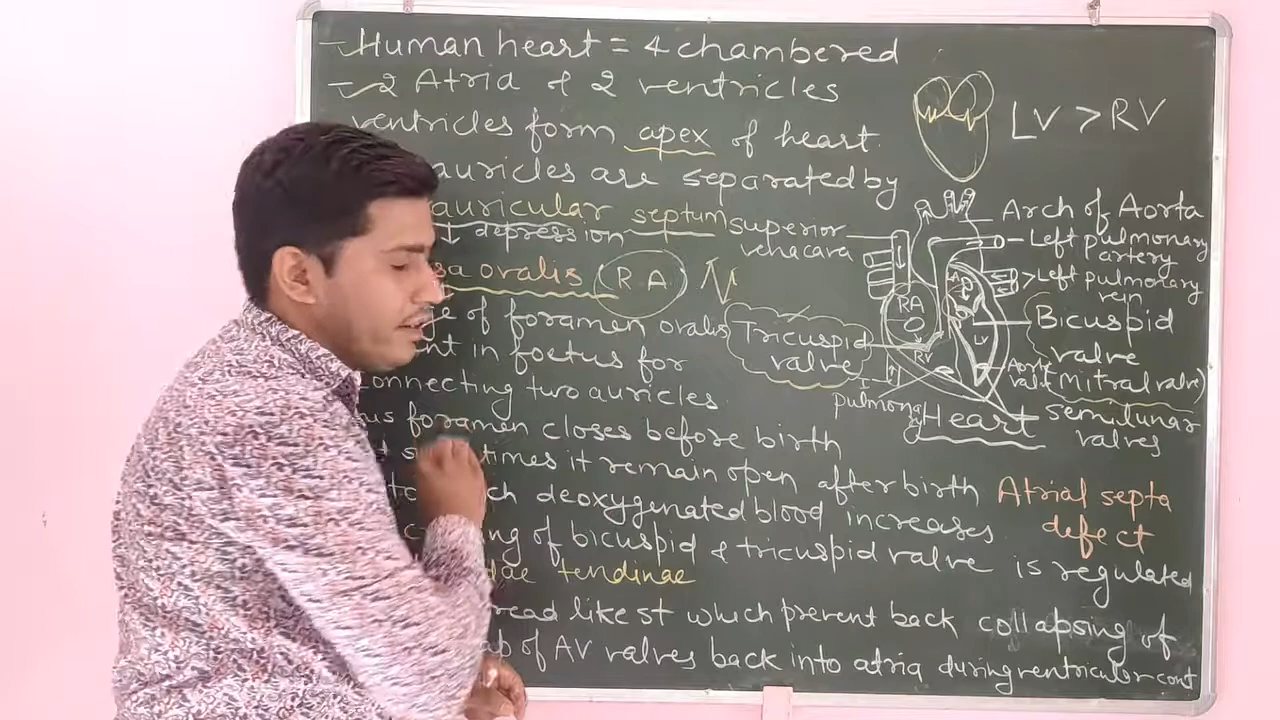 Human heart = 4 chambered
2 Atria & 2 ventricles
ventricles form apex of heart
auricles are separated by
auricular septum
↓ depression
ovalis (RA)
of foramen ovalis
in foetus for
connecting two auricles
foramen closes before birth
times it remain open after birth
deoxygenated blood increases
of bicuspid & tricuspid valve is regulated
tendinae
like st which prevent back collapsing of
of AV valves back into atria during ventricular cont
LV > RV
Arch of Aorta
Left pulmonary
artery
Left pulmonary
vein
Bicuspid
valve
(Mitral valve)
semilunar
valves
superior
venacara
Tricuspid
valve
RA
RV
LV
Heart
Atrial septa
defect